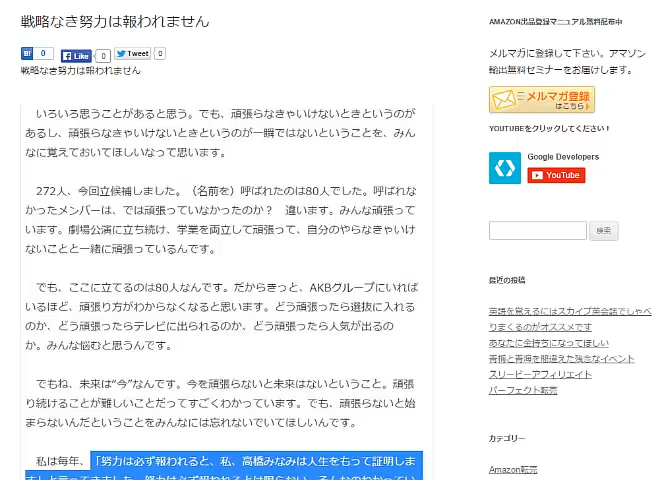 戦略なき努力は報われません
B! 0 Like 0 Tweet 0
戦略なき努力は報われません
いろいろ思うことがあると思う。でも、頑張らなきゃいけないときというのが
あるし、頑張らなきゃいけないときというのが一瞬ではないということを、みん
なに覚えておいてほしいなって思います。
272人、今回立候補しました。（名前を）呼ばれたのは80人でした。呼ばれな
かったメンバーは、では頑張っていなかったのか？　違います。みんな頑張って
います。劇場公演に立ち続け、学業を両立して頑張って、自分のやらなきゃいけ
ないことと一緒に頑張っているんです。
でも、ここに立てるのは80人なんです。だからきっと、AKBグループにいれば
いるほど、頑張り方がわからなくなると思います。どう頑張ったら選抜に入れる
のか、どう頑張ったらテレビに出られるのか、どう頑張ったら人気が出るの
か。みんな悩むと思うんです。
でもね、未来は“今”なんです。今を頑張らないと未来はないということ。頑張
り続けることが難しいことだってすごくわかっています。でも、頑張らないと始
まらないんだということをみんなには忘れないでいてほしいんです。
私は毎年、「努力は必ず報われると、私、高橋みなみは人生をもって証明しま
AMAZON出品登録マニュアル無料配布中
メルマガに登録して下さい。アマゾン
輸出無料セミナーをお届けします。
メルマガ登録
はこちら
YOUTUBEをクリックしてください！
Google Developers
YouTube
検索
最近の投稿
英語を覚えるにはスカイプ英会話でしゃべ
りまくるのがオススメです
あなたに金持ちになってほしい
青梅と青海を間違えた残念なイベント
スリーピーアフィリエイト
パーフェクト転売
カテゴリー
Amazon転売